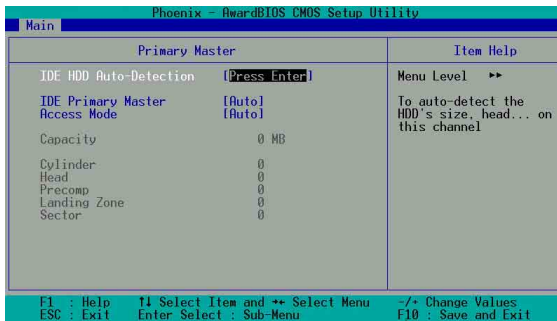 Phoenix - AwardBIOS CMOS Setup Utility
Main
Primary Master
Item Help
IDE HDD Auto-Detection [Press Enter]
Menu Level ►►
IDE Primary Master [Auto]
Access Mode [Auto]
To auto-detect the
HDD's size, head... on
this channel
Capacity 0 MB
Cylinder 0
Head 0
Precomp 0
Landing Zone 0
Sector 0
F1 : Help ↑↓ Select Item and →← Select Menu -/+ Change Values
ESC : Exit Enter Select : Sub-Menu F10 : Save and Exit